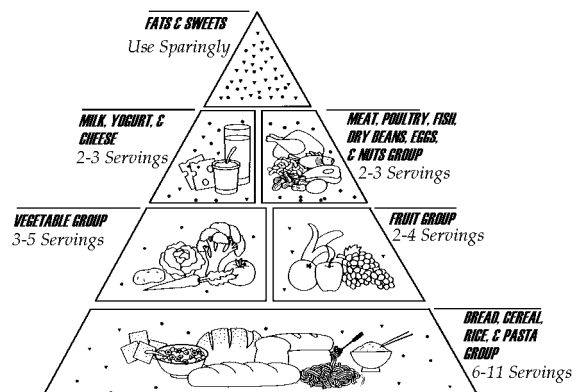 FATS & SWEETS
Use Sparingly
MILK, YOGURT, &
CHEESE
2-3 Servings
MEAT, POULTRY, FISH,
DRY BEANS, EGGS,
& NUTS GROUP
2-3 Servings
VEGETABLE GROUP
3-5 Servings
FRUIT GROUP
2-4 Servings
BREAD, CEREAL,
RICE, & PASTA
GROUP
6-11 Servings